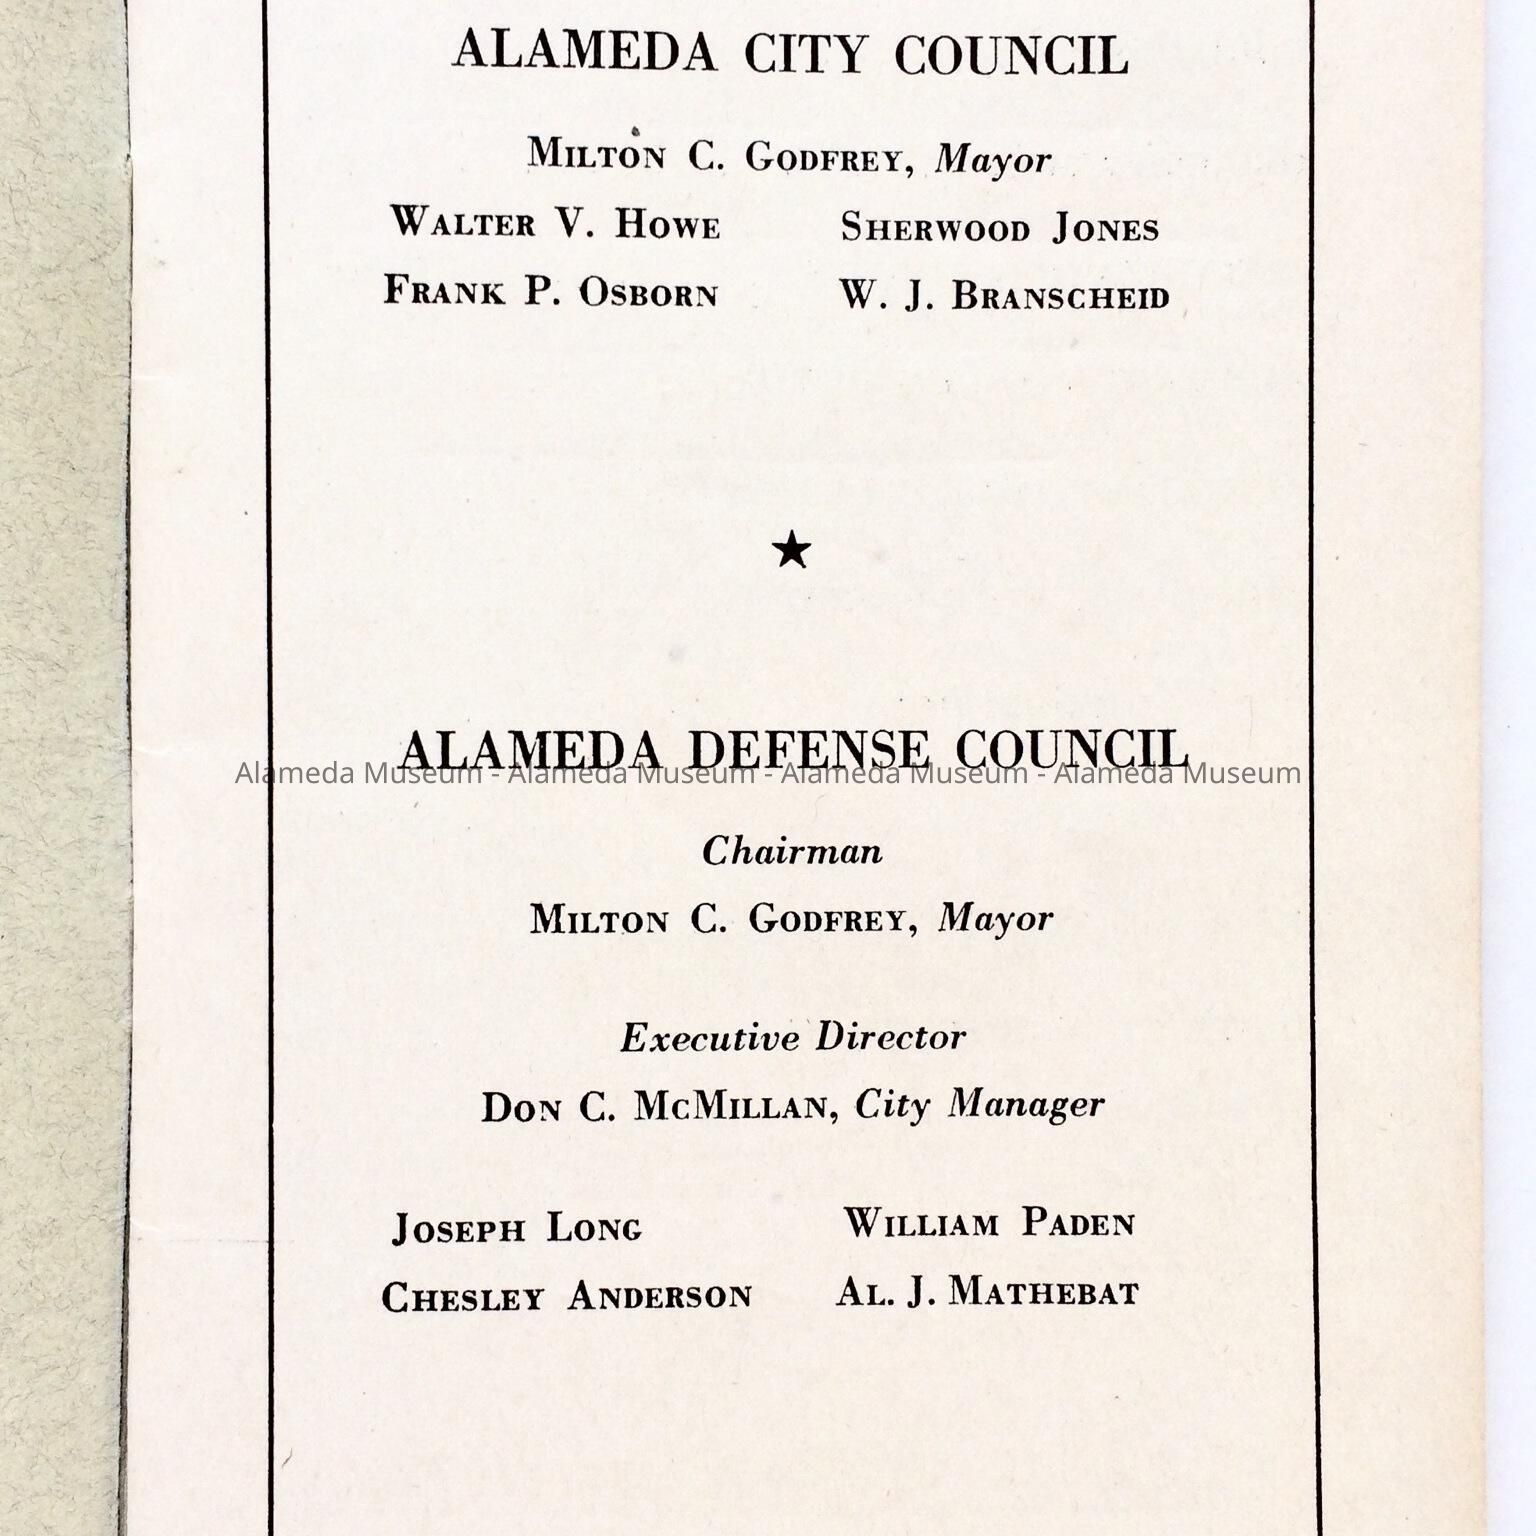 ALAMEDA CITY COUNCIL
MILTON C. GODFREY, Mayor
WALTER V. HOWE SHERWOOD JONES
FRANK P. OSBORN W. J. BRANSCHEID
ALAMEDA DEFENSE COUNCIL
Alameda Museum - Alameda Museum - Alameda Museum - Alameda Museum
Chairman
MILTON C. GODFREY, Mayor
Executive Director
DON C. MCMILLAN, City Manager
JOSEPH LONG WILLIAM PADEN
CHESLEY ANDERSON AL. J. MATHEBAT